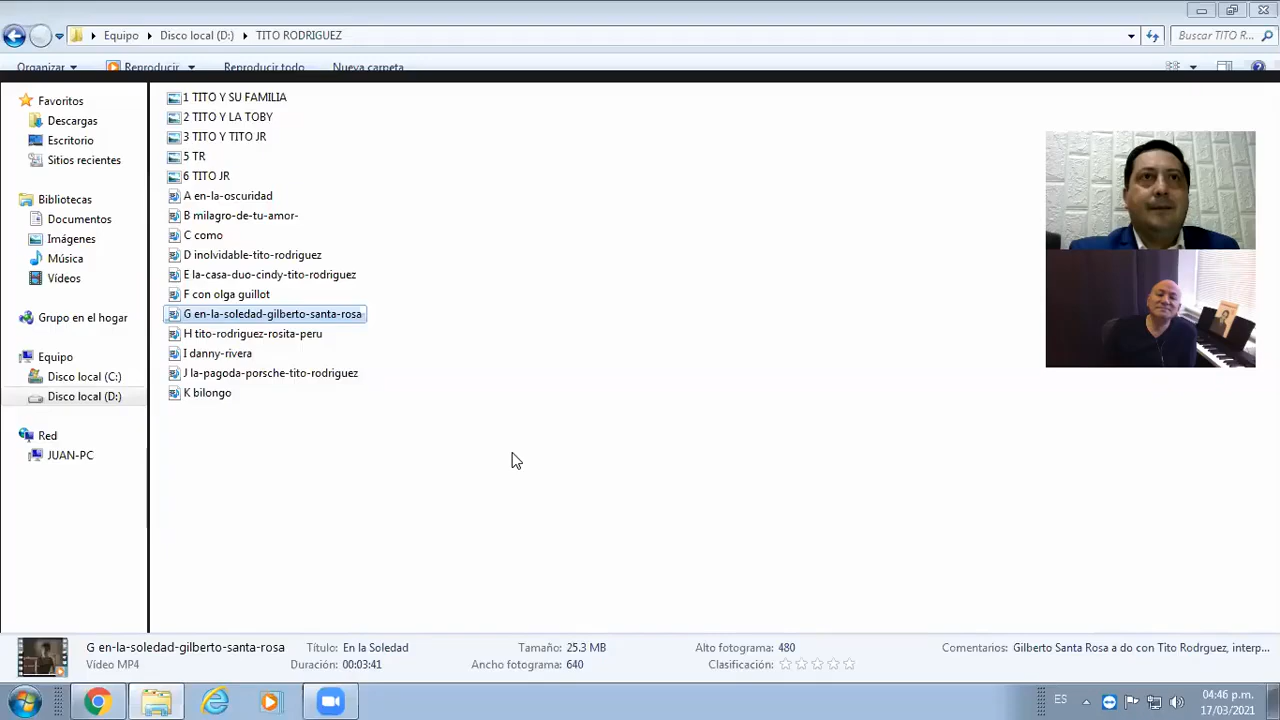 Equipo Disco local (D:) TITO RODRIGUEZ
Buscar TITO R...
Organizar Reproducir Reproducir todo Nueva carpeta
Favoritos
Descargas
Escritorio
Sitios recientes
Bibliotecas
Documentos
Imágenes
Música
Vídeos
Grupo en el hogar
Equipo
Disco local (C:)
Disco local (D:)
Red
JUAN-PC
1 TITO Y SU FAMILIA
2 TITO Y LA TOBY
3 TITO Y TITO JR
5 TR
6 TITO JR
A en-la-oscuridad
B milagro-de-tu-amor-
C como
D inolvidable-tito-rodriguez
E la-casa-duo-cindy-tito-rodriguez
F con olga guillot
G en-la-soledad-gilberto-santa-rosa
H tito-rodriguez-rosita-peru
I danny-rivera
J la-pagoda-porsche-tito-rodriguez
K bilongo
G en-la-soledad-gilberto-santa-rosa Título: En la Soledad Tamaño: 25.3 MB Alto fotograma: 480 Comentarios: Gilberto Santa Rosa a do con Tito Rodrguez, interp...
Vídeo MP4 Duración: 00:03:41 Ancho fotograma: 640 Clasificación:
ES
04:46 p.m.
17/03/2021